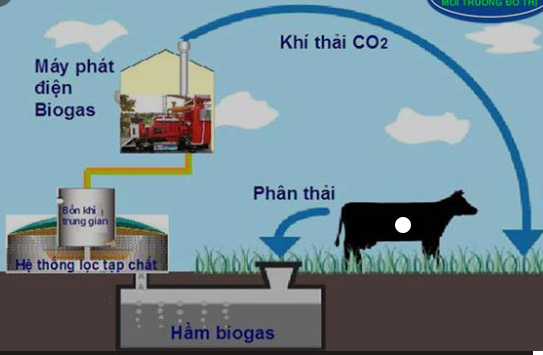 MÔI TRƯỜNG ĐÔ THỊ
Khí thải CO2
Máy phát
điện
Biogas
Phân thải
Bồn khí
trung gian
Hệ thống lọc tạp chất
Hầm biogas